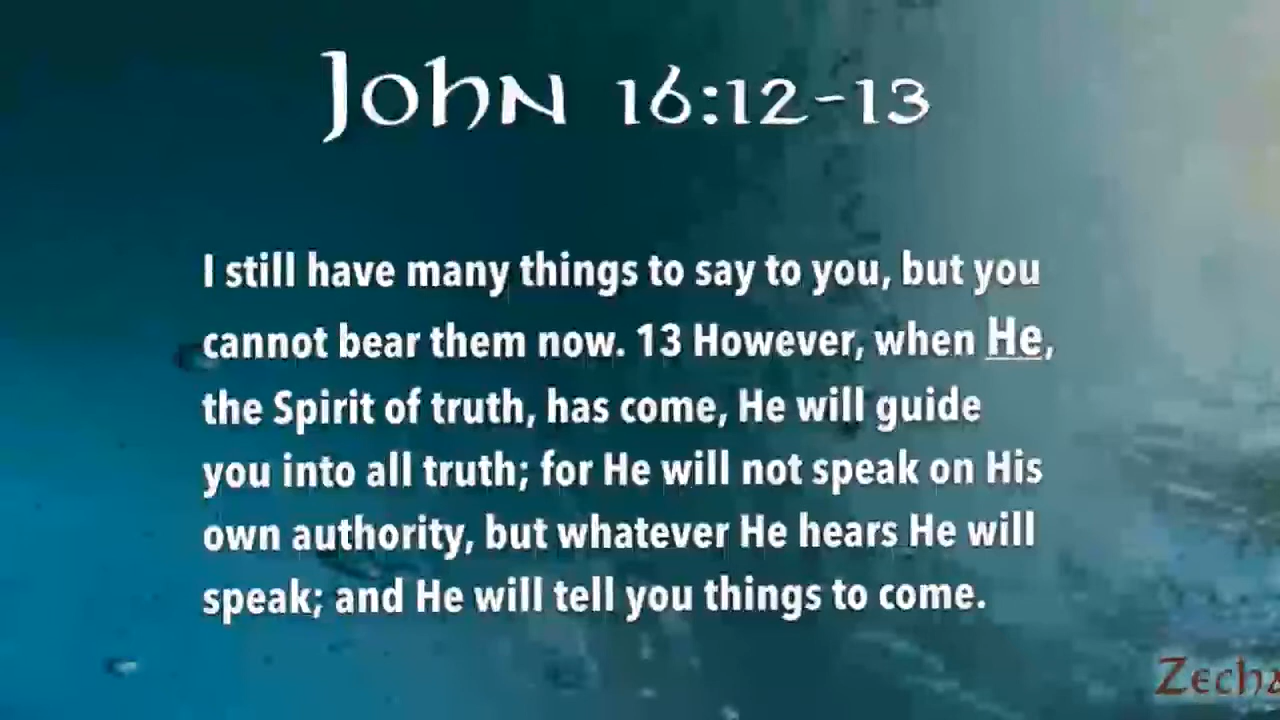 John 16:12-13
I still have many things to say to you, but you
cannot bear them now. 13 However, when He,
the Spirit of truth, has come, He will guide
you into all truth; for He will not speak on His
own authority, but whatever He hears He will
speak; and He will tell you things to come.